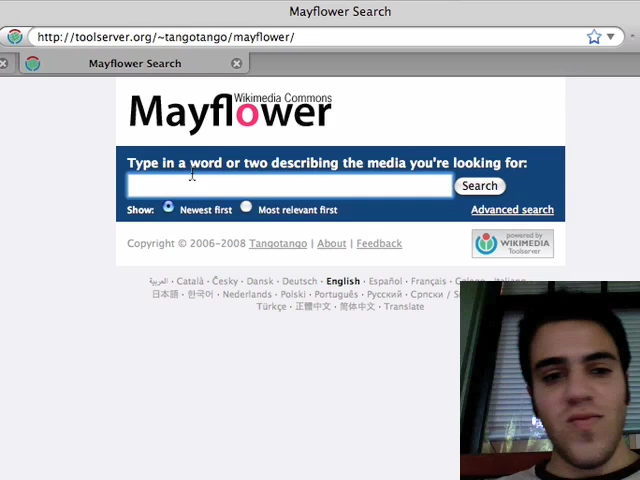 Mayflower Search
http://toolserver.org/~tangotango/mayflower/
Mayflower Search
Wikimedia Commons
Mayflower
Type in a word or two describing the media you're looking for:
Search
Show: Newest first Most relevant first Advanced search
Copyright © 2006-2008 Tangotango | About | Feedback
powered by
WIKIMEDIA
Toolserver
العربية · Català · Česky · Dansk · Deutsch · English · Español · Français · Galego · Italiano ·
日本語 · 한국어 · Nederlands · Polski · Português · Русский · Српски / S
Türkçe · 正體中文 · 简体中文 · Translate